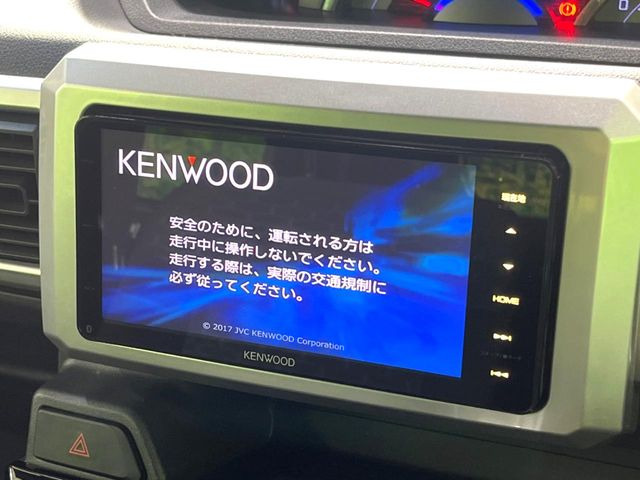 KENWOOD
安全のために、運転される方は
走行中に操作しないでください。
走行する際は、実際の交通規制に
必ず従ってください。
© 2017 JVC KENWOOD Corporation
KENWOOD
現在地
HOME